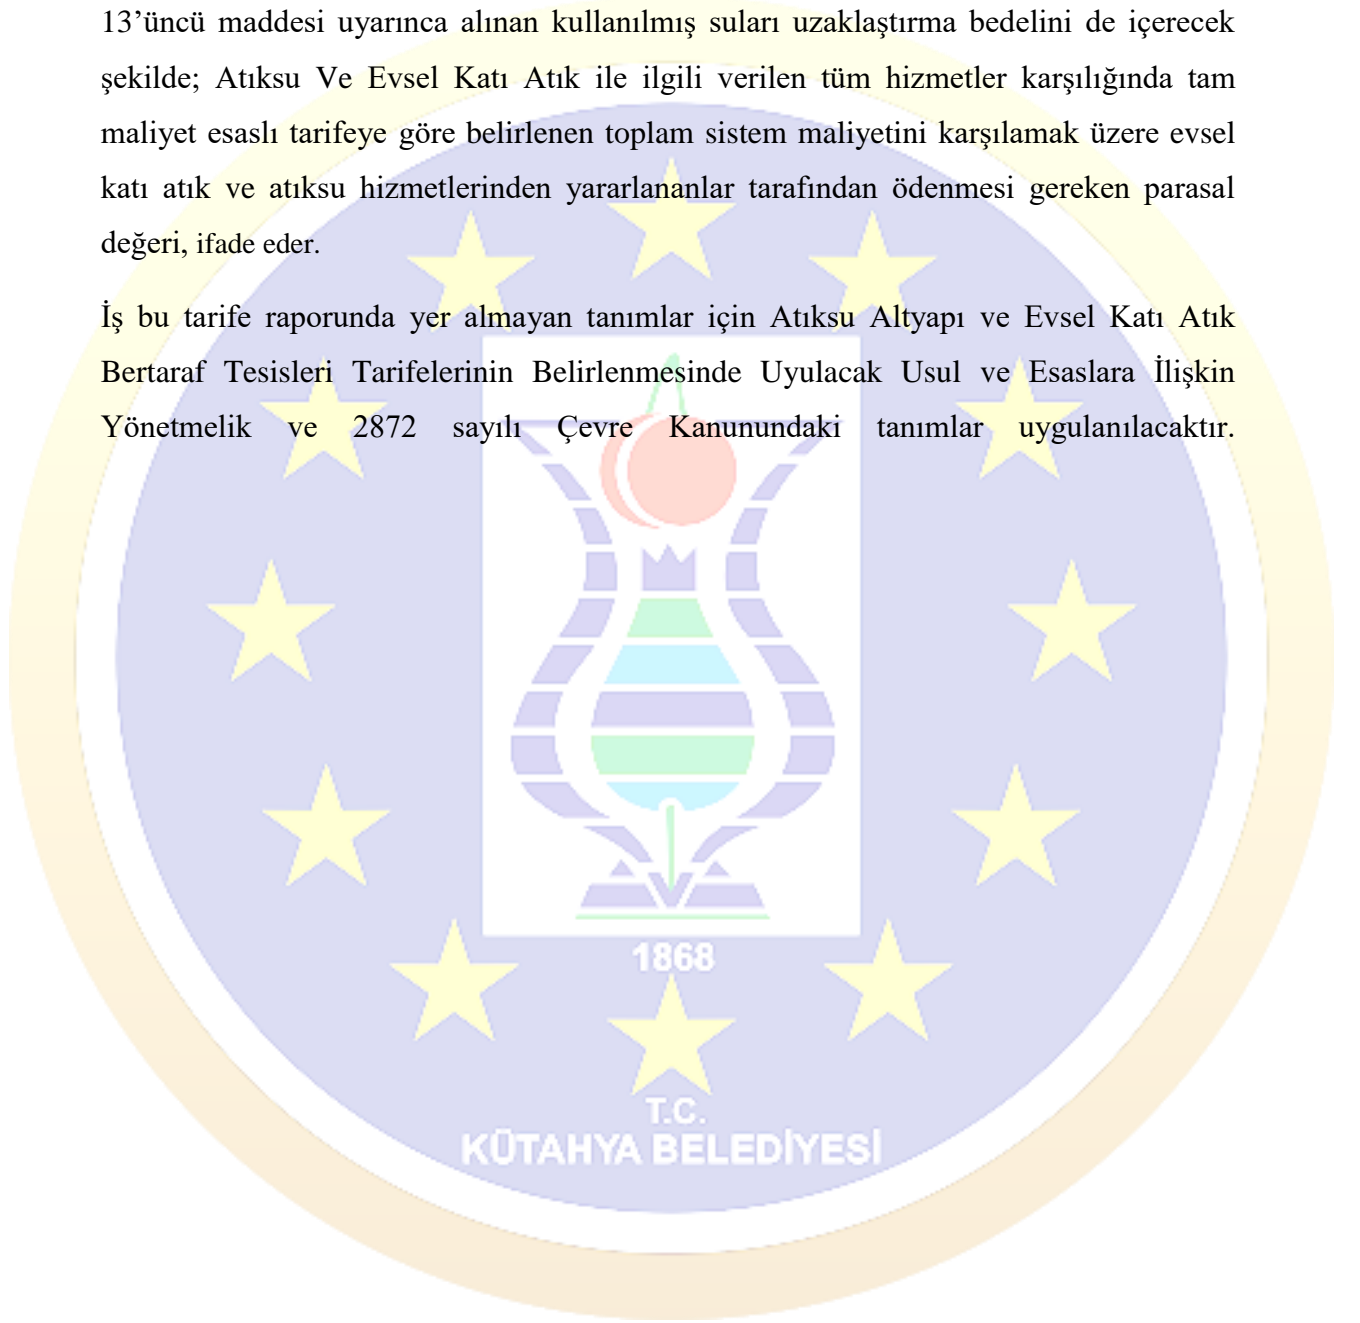 13’üncü maddesi uyarınca alınan kullanılmış suları uzaklaştırma bedelini de içerecek
şekilde; Atıksu Ve Evsel Katı Atık ile ilgili verilen tüm hizmetler karşılığında tam
maliyet esaslı tarifeye göre belirlenen toplam sistem maliyetini karşılamak üzere evsel
katı atık ve atıksu hizmetlerinden yararlananlar tarafından ödenmesi gereken parasal
değeri, ifade eder.
İş bu tarife raporunda yer almayan tanımlar için Atıksu Altyapı ve Evsel Katı Atık
Bertaraf Tesisleri Tarifelerinin Belirlenmesinde Uyulacak Usul ve Esaslara İlişkin
Yönetmelik ve 2872 sayılı Çevre Kanunundaki tanımlar uygulanılacaktır.
1868
T.C.
KÜTAHYA BELEDİYESİ